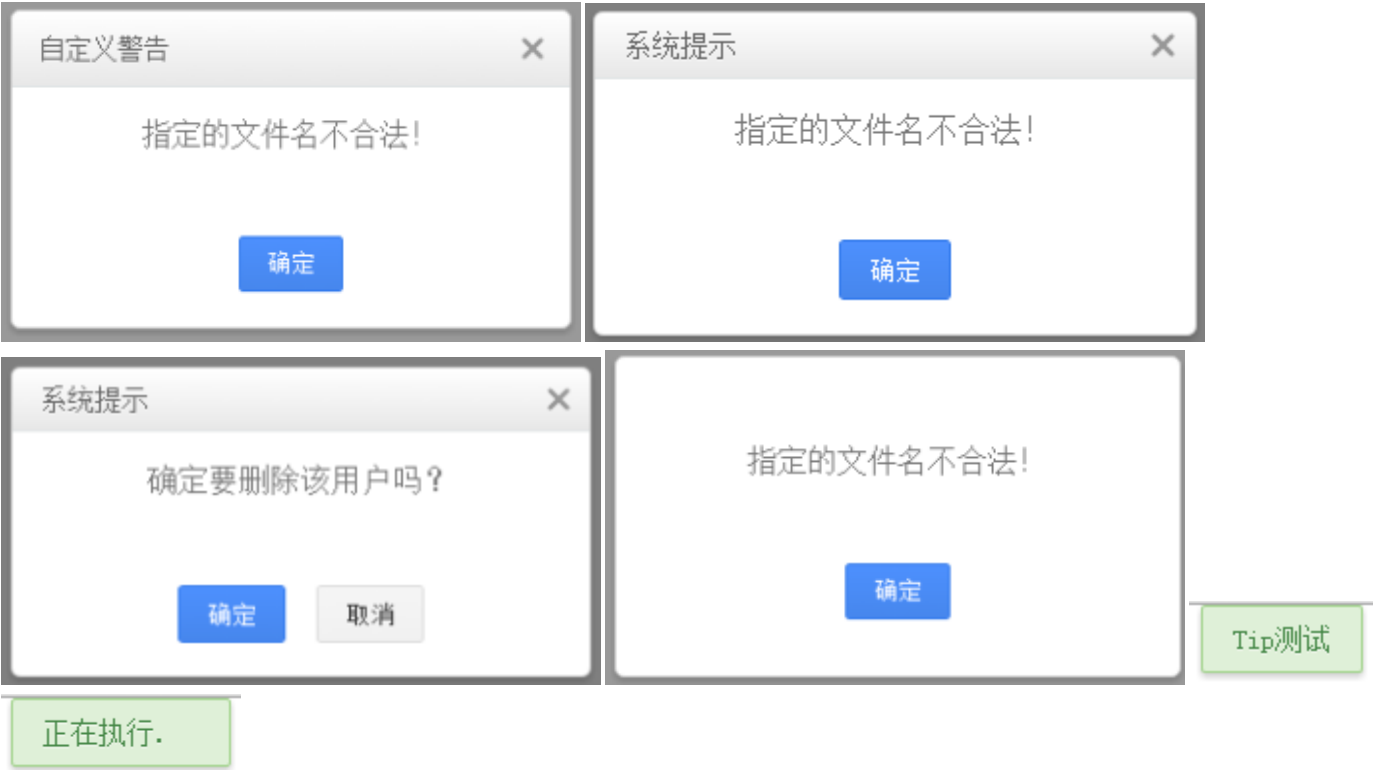 自定义警告
指定的文件名不合法!
确定
系统提示
指定的文件名不合法!
确定
系统提示
确定要删除该用户吗?
确定
取消
指定的文件名不合法!
确定
Tip测试
正在执行.